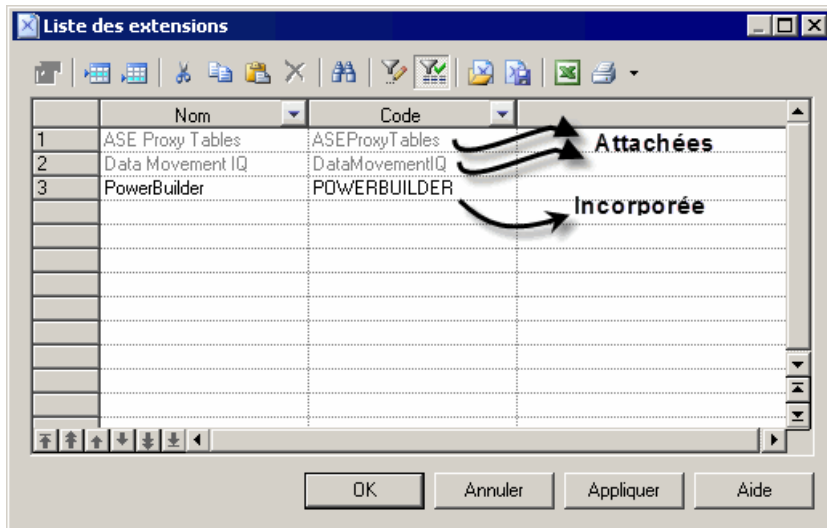 Liste des extensions
Nom Code
1 ASE Proxy Tables ASEProxyTables Attachées
2 Data Movement IQ DataMovementIQ
3 PowerBuilder POWERBUILDER
Incorporée
OK Annuler Appliquer Aide